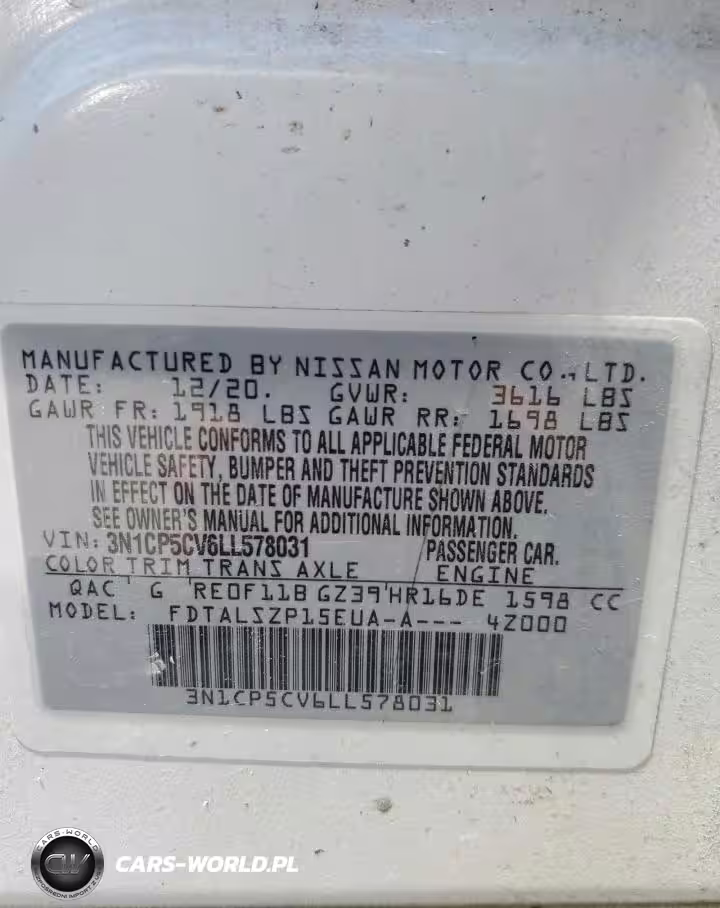 MANUFACTURED BY NISSAN MOTOR CO., LTD.
DATE: 12/20. GVWR: 3616 LBS
GAWR FR: 1918 LBS GAWR RR: 1698 LBS
THIS VEHICLE CONFORMS TO ALL APPLICABLE FEDERAL MOTOR
VEHICLE SAFETY, BUMPER AND THEFT PREVENTION STANDARDS
IN EFFECT ON THE DATE OF MANUFACTURE SHOWN ABOVE.
SEE OWNER'S MANUAL FOR ADDITIONAL INFORMATION.
VIN: 3N1CP5CV6LL578031 PASSENGER CAR.
COLOR TRIM TRANS AXLE ENGINE
QAC G RE0F11B GZ39 HR16DE 1598 CC
MODEL: FDTALSZP15EUA-A--- 4Z000
3N1CP5CV6LL578031
CARS-WORLD
CW
CARS-WORLD.PL